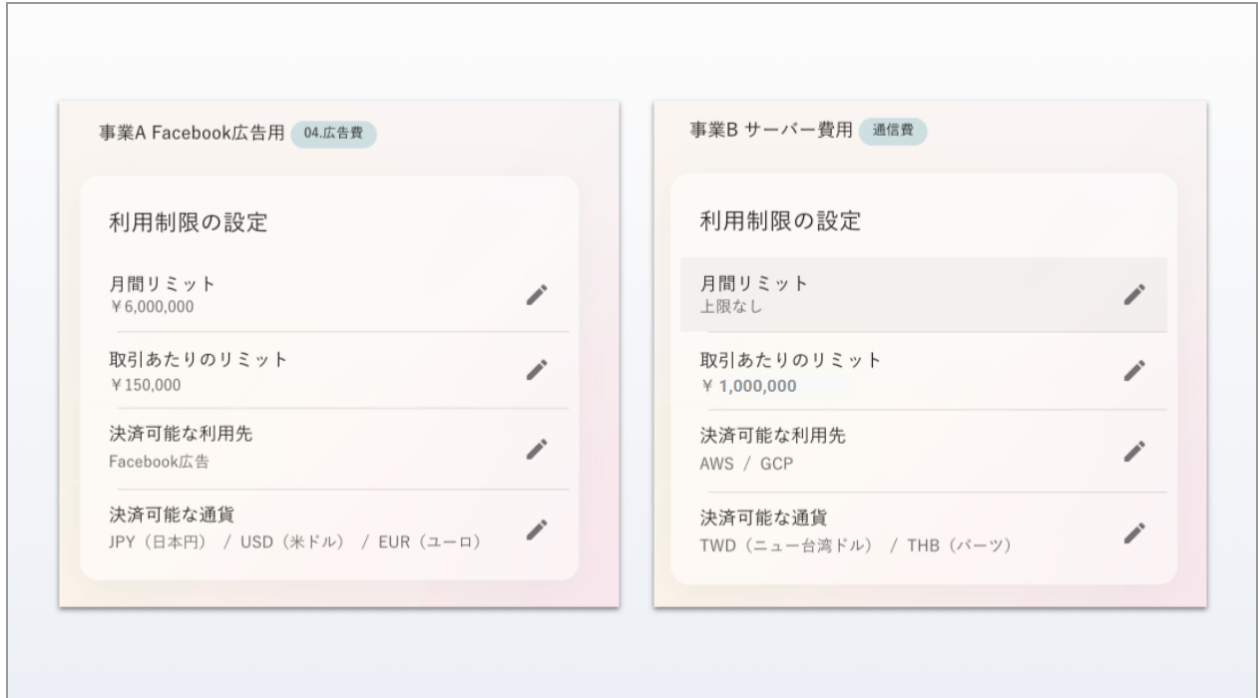 事業A Facebook広告用 04.広告費
利用制限の設定
月間リミット
¥6,000,000
取引あたりのリミット
¥150,000
決済可能な利用先
Facebook広告
決済可能な通貨
JPY（日本円） / USD（米ドル） / EUR（ユーロ）
事業B サーバー費用 通信費
利用制限の設定
月間リミット
上限なし
取引あたりのリミット
¥ 1,000,000
決済可能な利用先
AWS / GCP
決済可能な通貨
TWD（ニュー台湾ドル） / THB（バーツ）